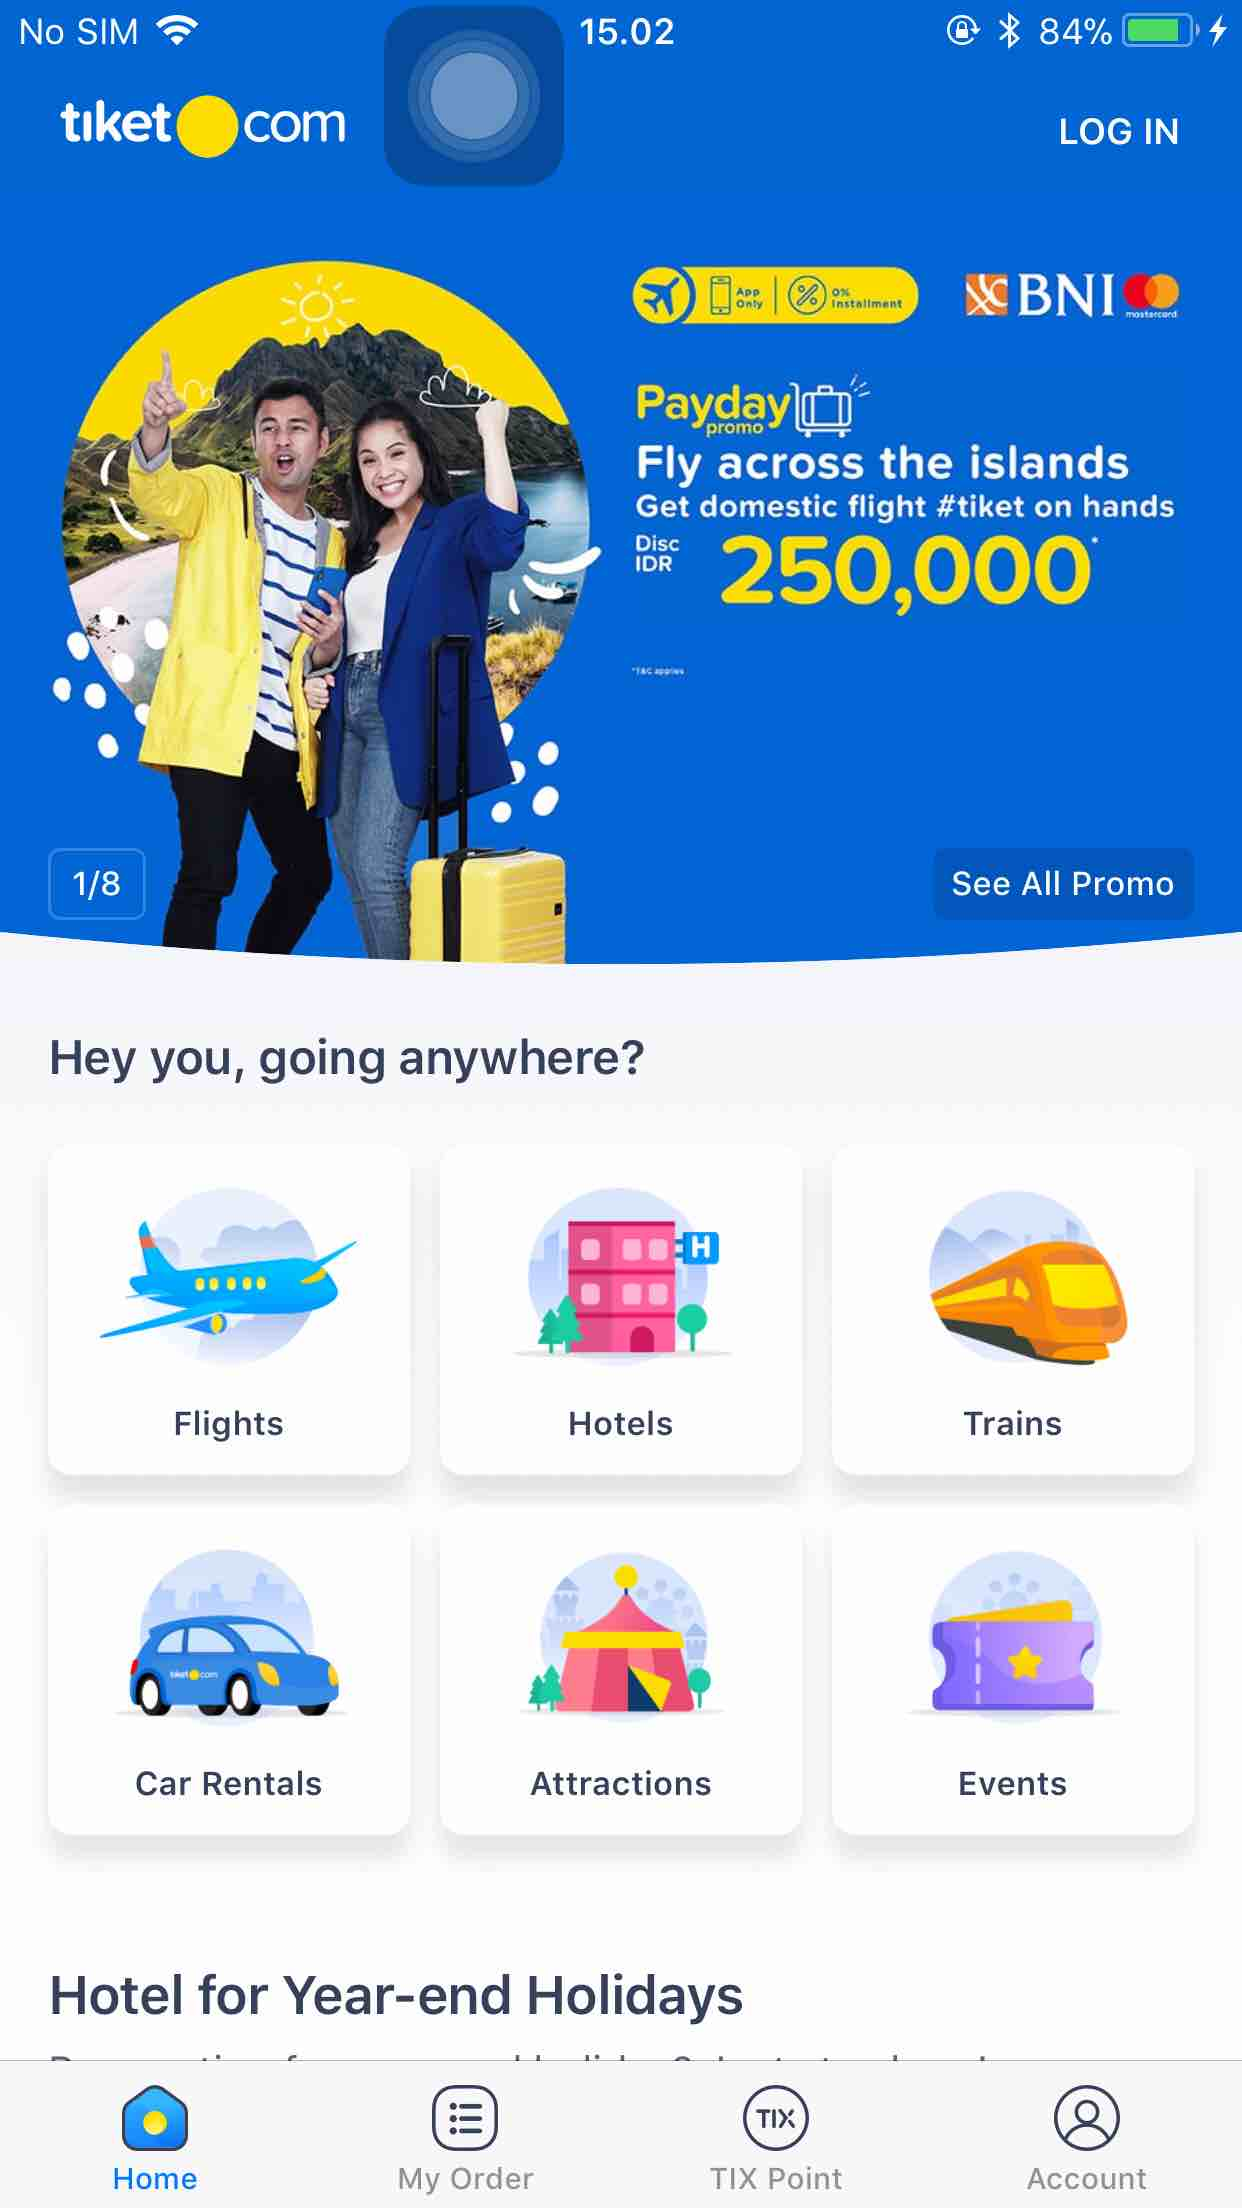 No SIM 15.02 84%
tiket com
LOG IN
App Only 0% Installment
BNI
mastercard
Payday
promo
Fly across the islands
Get domestic flight #tiket on hands
Disc
IDR 250,000*
*T&C applies
1/8 See All Promo
Hey you, going anywhere?
H
Flights Hotels Trains
tiket com
Car Rentals Attractions Events
Hotel for Year-end Holidays
TIX
Home My Order TIX Point Account